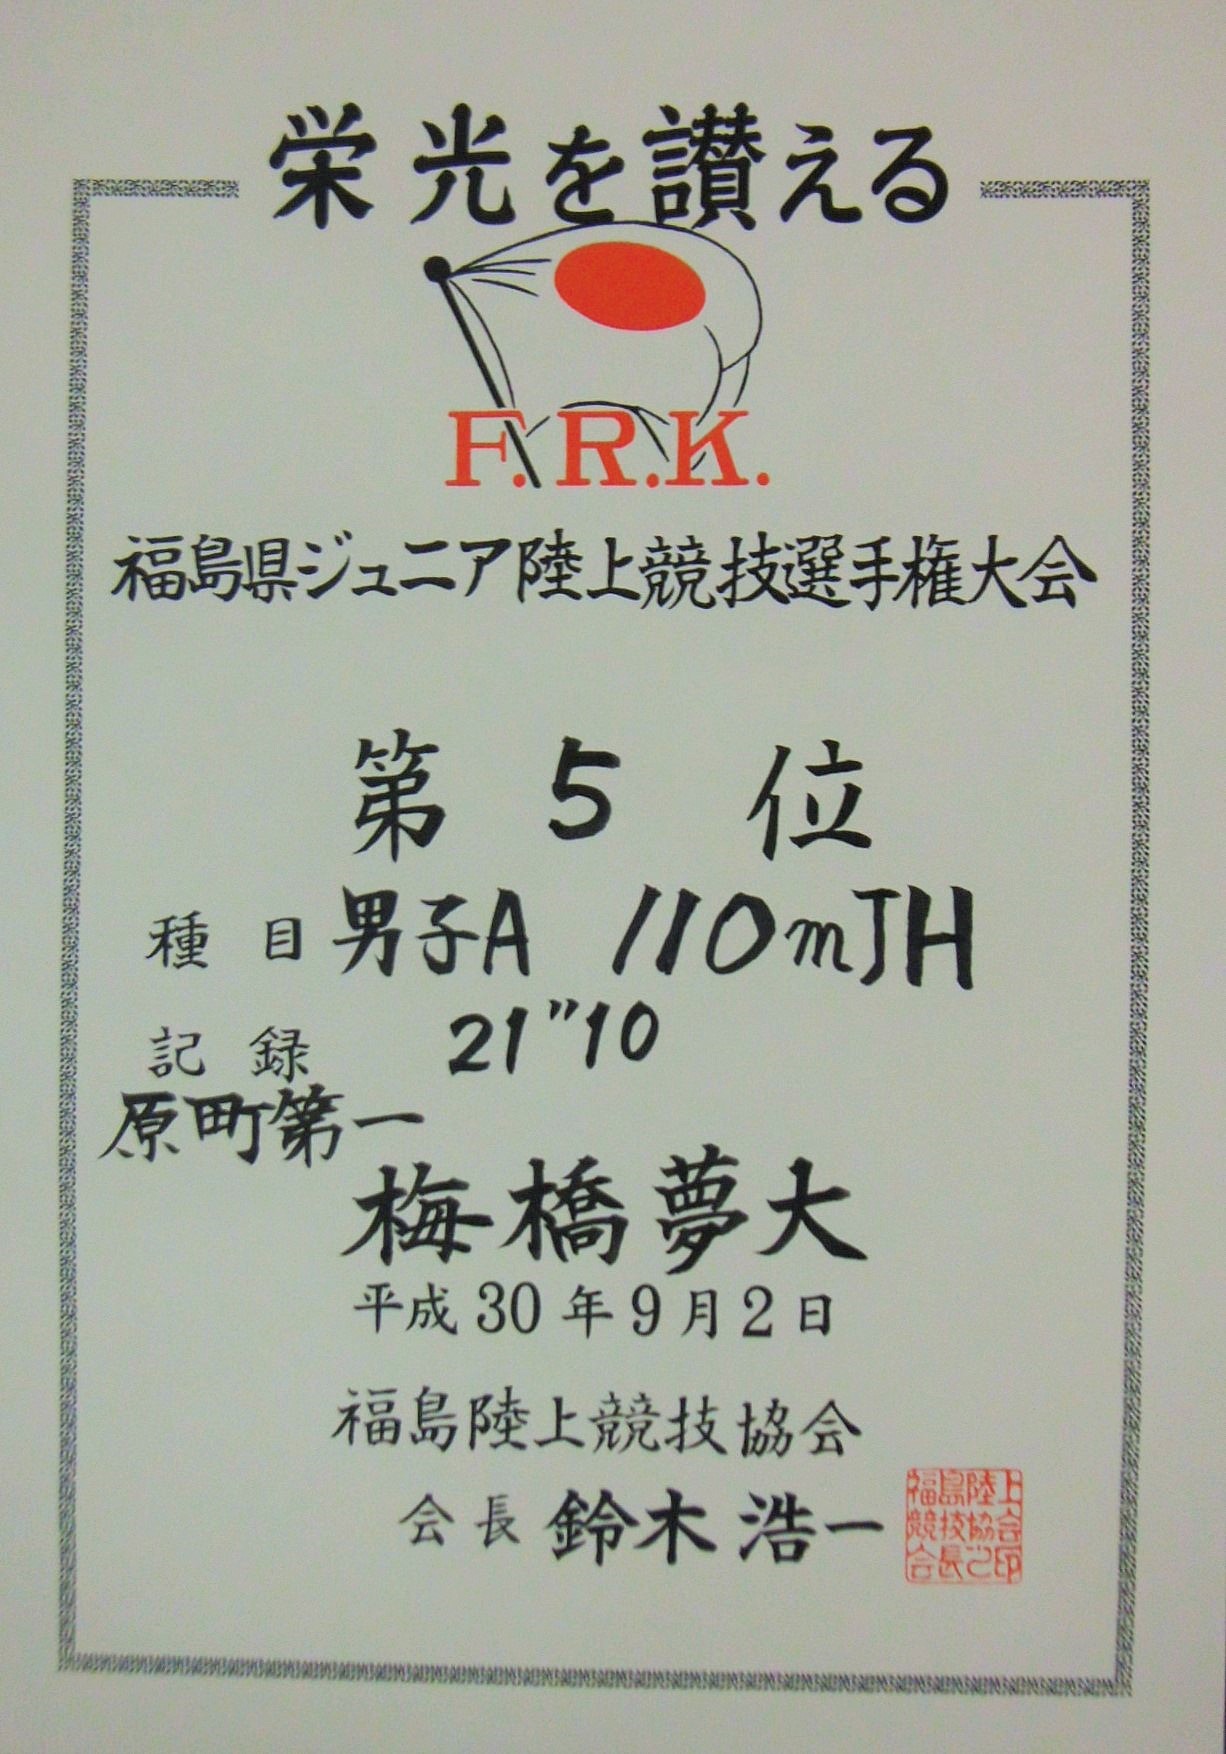 栄光を讃える
F.R.K.
福島県ジュニア陸上競技選手権大会
第 5 位
種目 男子A 110mJH
記録 21"10
原町第一
梅橋夢大
平成30年9月2日
福島陸上競技協会
会長 鈴木浩一
福島陸上
競技協会
会長之印